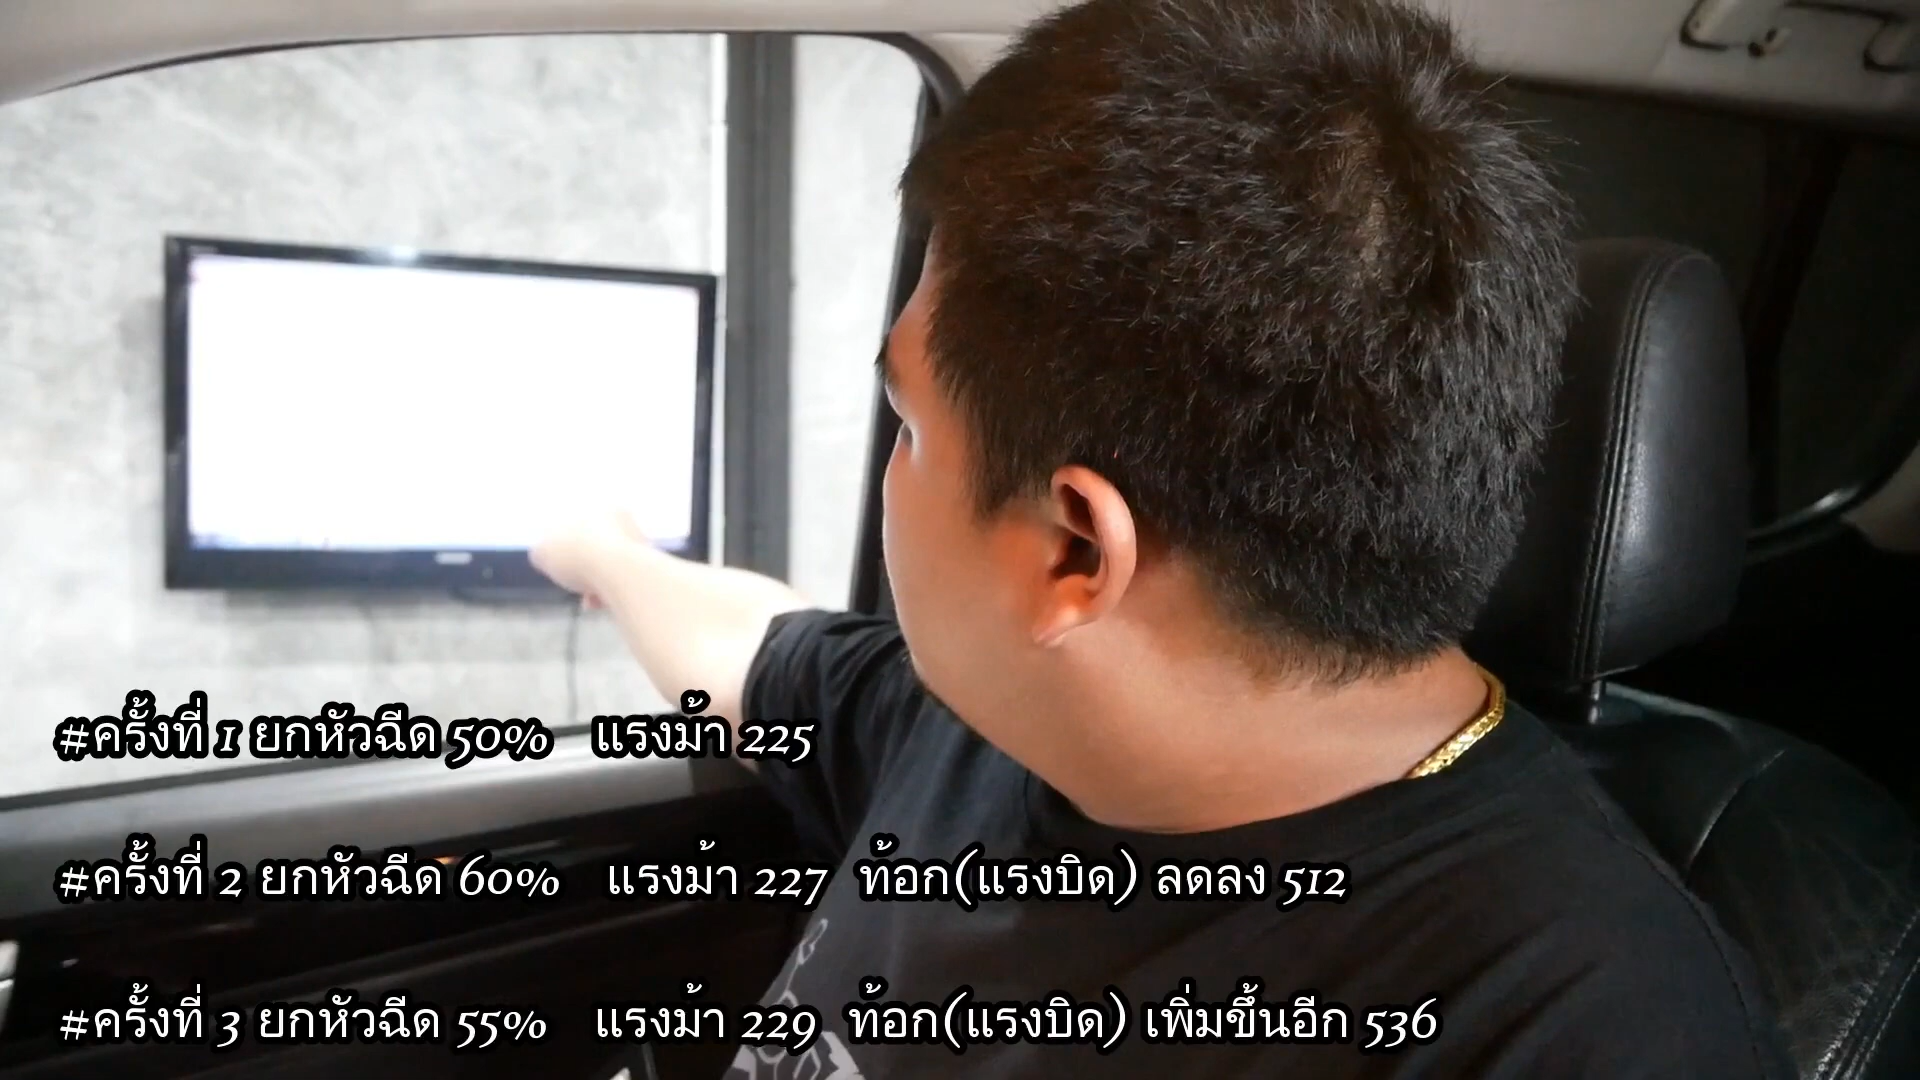 #ครั้งที่ 1 ยกหัวฉีด 50% แรงม้า 225
#ครั้งที่ 2 ยกหัวฉีด 60% แรงม้า 227 ท้อก(แรงบิด) ลดลง 512
#ครั้งที่ 3 ยกหัวฉีด 55% แรงม้า 229 ท้อก(แรงบิด) เพิ่มขึ้นอีก 536